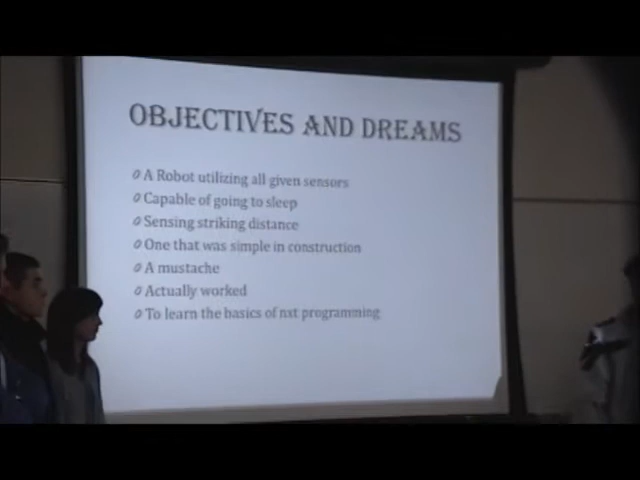 OBJECTIVES AND DREAMS
A Robot utilizing all given sensors
Capable of going to sleep
Sensing striking distance
One that was simple in construction
A mustache
Actually worked
To learn the basics of nxt programming